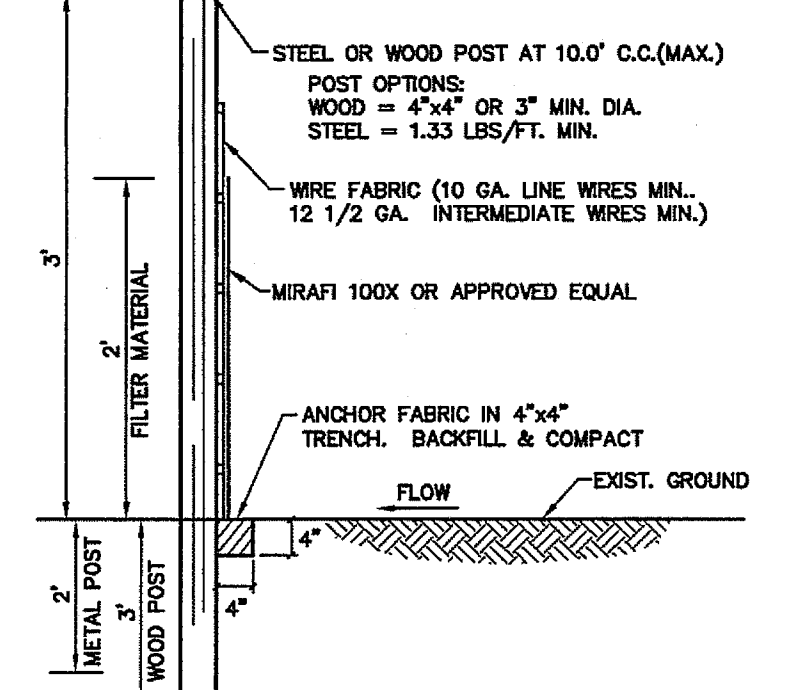 STEEL OR WOOD POST AT 10.0' C.C.(MAX.)
POST OPTIONS:
WOOD = 4"x4" OR 3" MIN. DIA.
STEEL = 1.33 LBS/FT. MIN.
WIRE FABRIC (10 GA. LINE WIRES MIN..
12 1/2 GA. INTERMEDIATE WIRES MIN.)
3'
2'
FILTER MATERIAL
MIRAFI 100X OR APPROVED EQUAL
ANCHOR FABRIC IN 4"x4"
TRENCH. BACKFILL & COMPACT
FLOW
EXIST. GROUND
4"
4"
2'
METAL POST
3'
WOOD POST